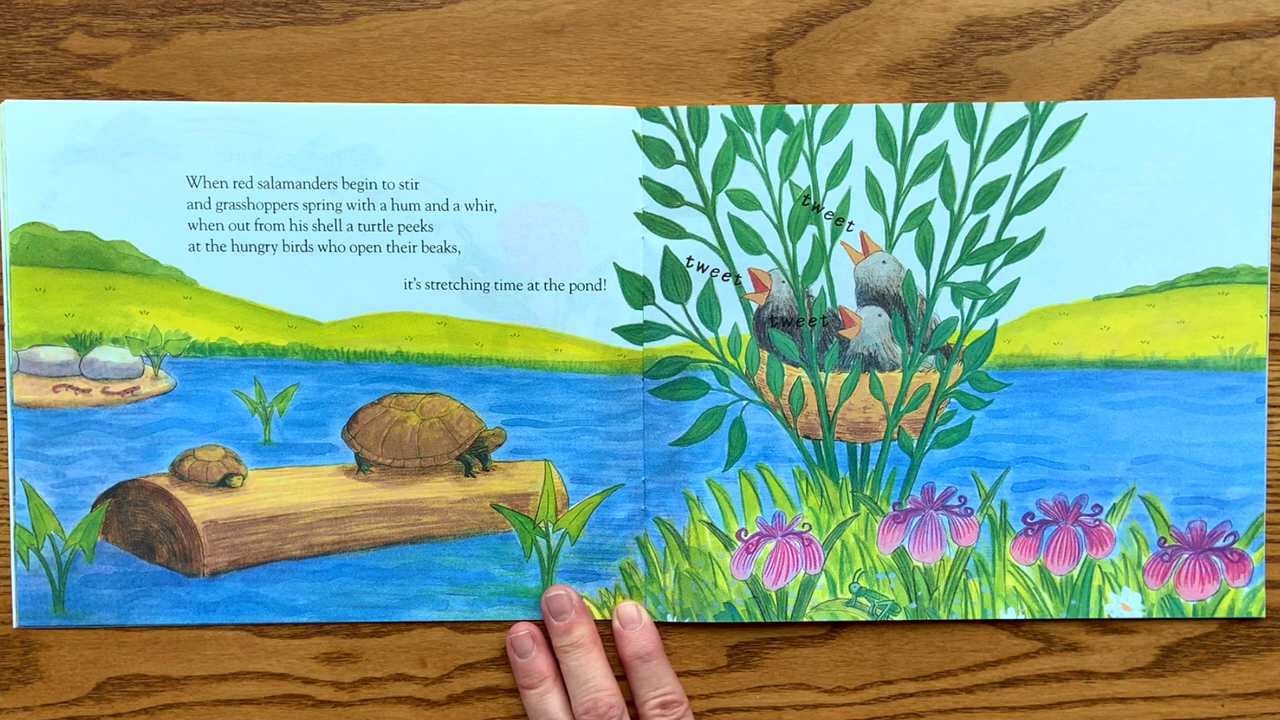 When red salamanders begin to stir
and grasshoppers spring with a hum and a whir,
when out from his shell a turtle peeks
at the hungry birds who open their beaks,
it's stretching time at the pond!
tweet
tweet
tweet